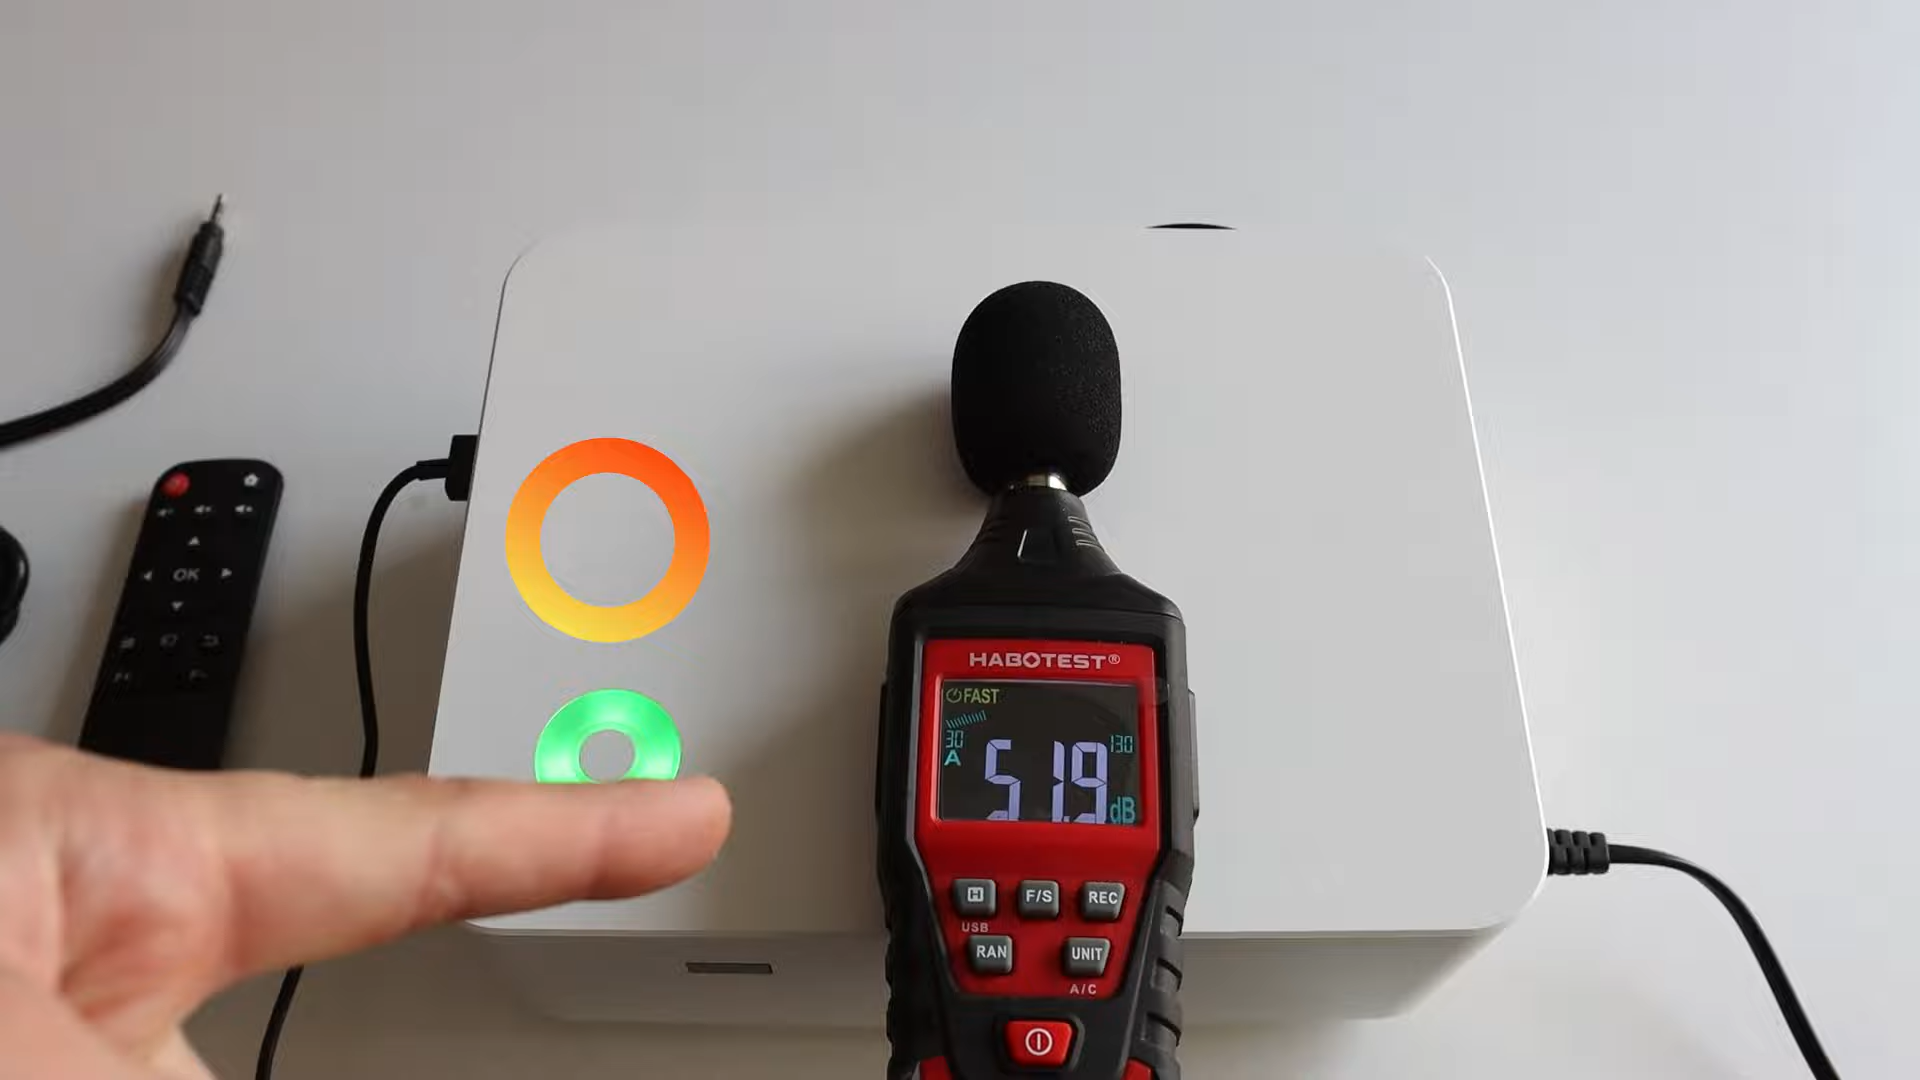 OK
HABOTEST®
FAST
30
130
A
51.9
dB
H
F/S
REC
USB
RAN
UNIT
A/C